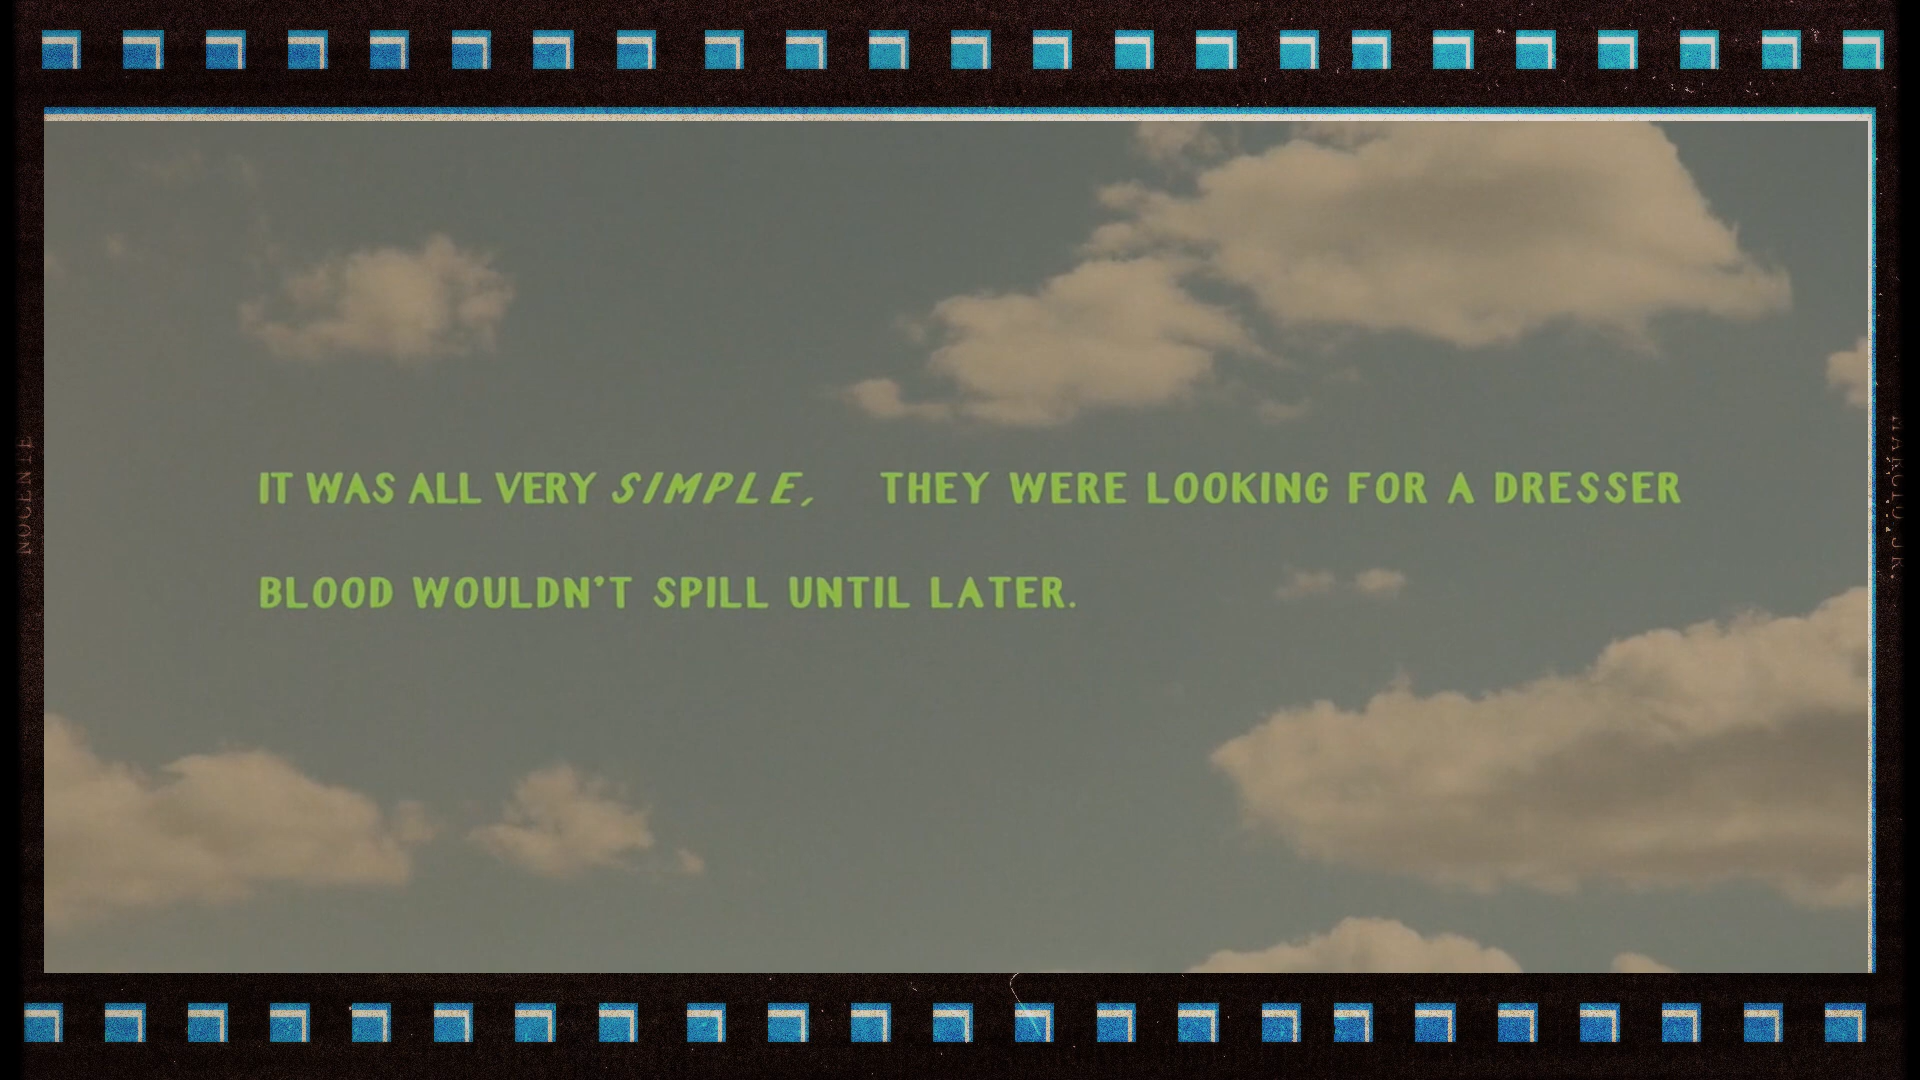 IT WAS ALL VERY SIMPLE, THEY WERE LOOKING FOR A DRESSER
BLOOD WOULDN'T SPILL UNTIL LATER.